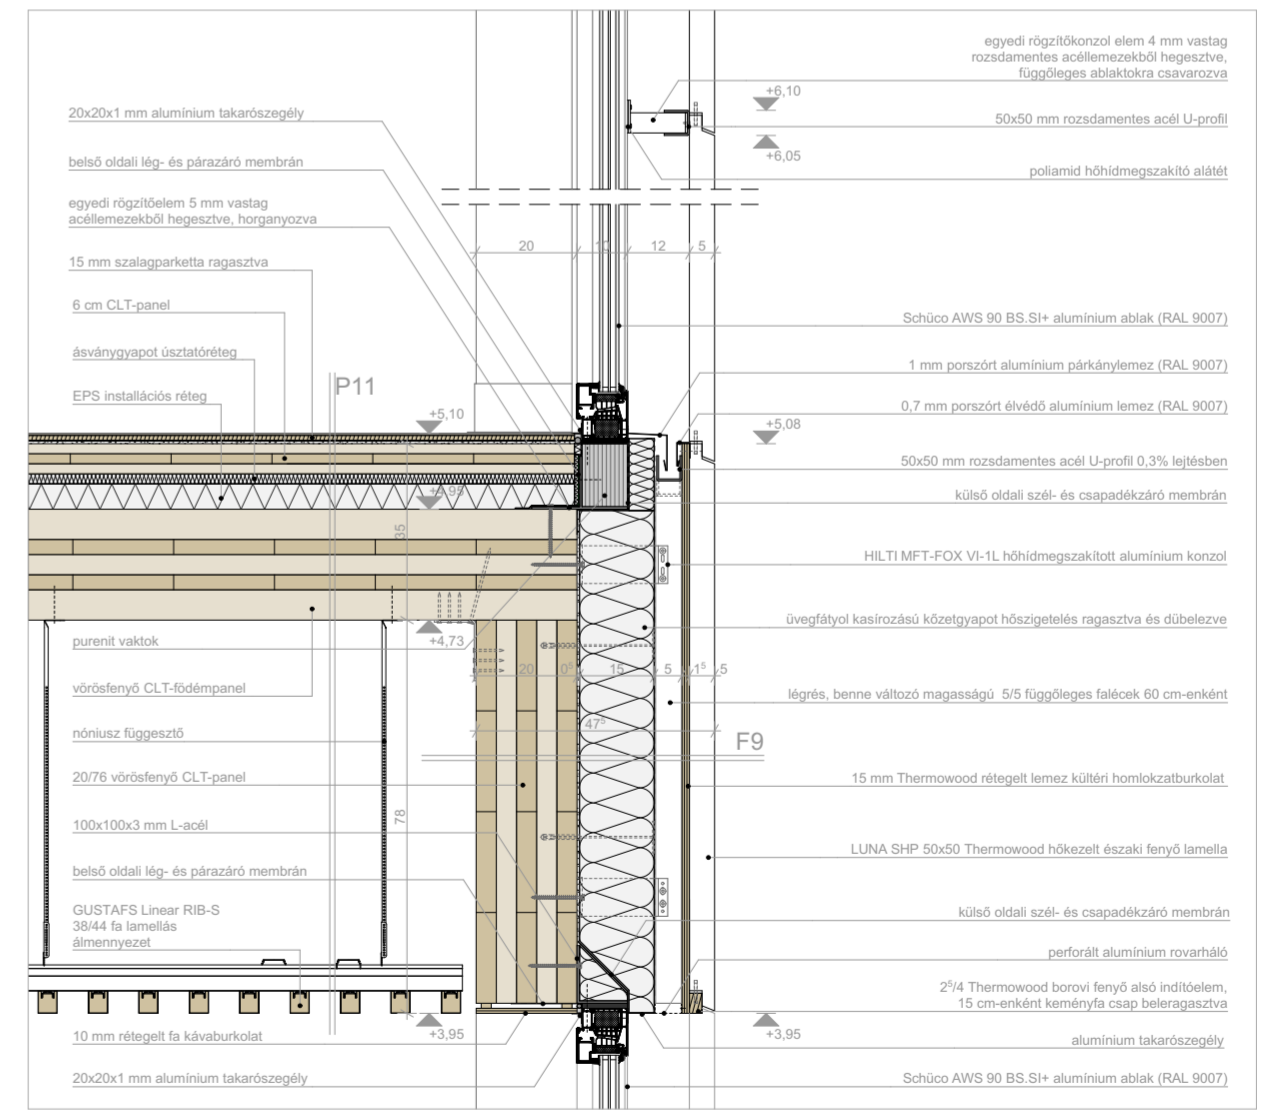 egyedi rögzítőkonzol elem 4 mm vastag
rozsdamentes acéllemezekből hegesztve,
függőleges ablaktokra csavarozva
+6,10
20x20x1 mm alumínium takarószegély
50x50 mm rozsdamentes acél U-profil
+6,05
belső oldali lég- és párazáró membrán
poliamid hőhídmegszakító alátét
egyedi rögzítőelem 5 mm vastag
acéllemezekből hegesztve, horganyozva
20
12
5
15 mm szalagparketta ragasztva
6 cm CLT-panel
Schüco AWS 90 BS.SI+ alumínium ablak (RAL 9007)
ásványgyapot úsztatóréteg
1 mm porszórt alumínium párkánylemez (RAL 9007)
P11
EPS installációs réteg
0,7 mm porszórt élvédő alumínium lemez (RAL 9007)
+5,10
+5,08
50x50 mm rozsdamentes acél U-profil 0,3% lejtésben
+4,95
külső oldali szél- és csapadékzáró membrán
35
HILTI MFT-FOX VI-1L hőhídmegszakított alumínium konzol
üvegfátyol kasírozású kőzetgyapot hőszigetelés ragasztva és dübelezve
purenit vaktok
+4,73
20
0⁵
15
5
1⁵
5
vörösfenyő CLT-födémpanel
légrés, benne változó magasságú 5/5 függőleges falécek 60 cm-enként
47⁵
nóniusz függesztő
F9
20/76 vörösfenyő CLT-panel
15 mm Thermowood rétegelt lemez kültéri homlokzatburkolat
78
100x100x3 mm L-acél
LUNA SHP 50x50 Thermowood hőkezelt északi fenyő lamella
belső oldali lég- és párazáró membrán
GUSTAFS Linear RIB-S
38/44 fa lamellás
álmennyezet
külső oldali szél- és csapadékzáró membrán
perforált alumínium rovarháló
2⁵/4 Thermowood borovi fenyő alsó indítóelem,
15 cm-enként keményfa csap beleragasztva
10 mm rétegelt fa kávaburkolat
+3,95
+3,95
alumínium takarószegély
20x20x1 mm alumínium takarószegély
Schüco AWS 90 BS.SI+ alumínium ablak (RAL 9007)